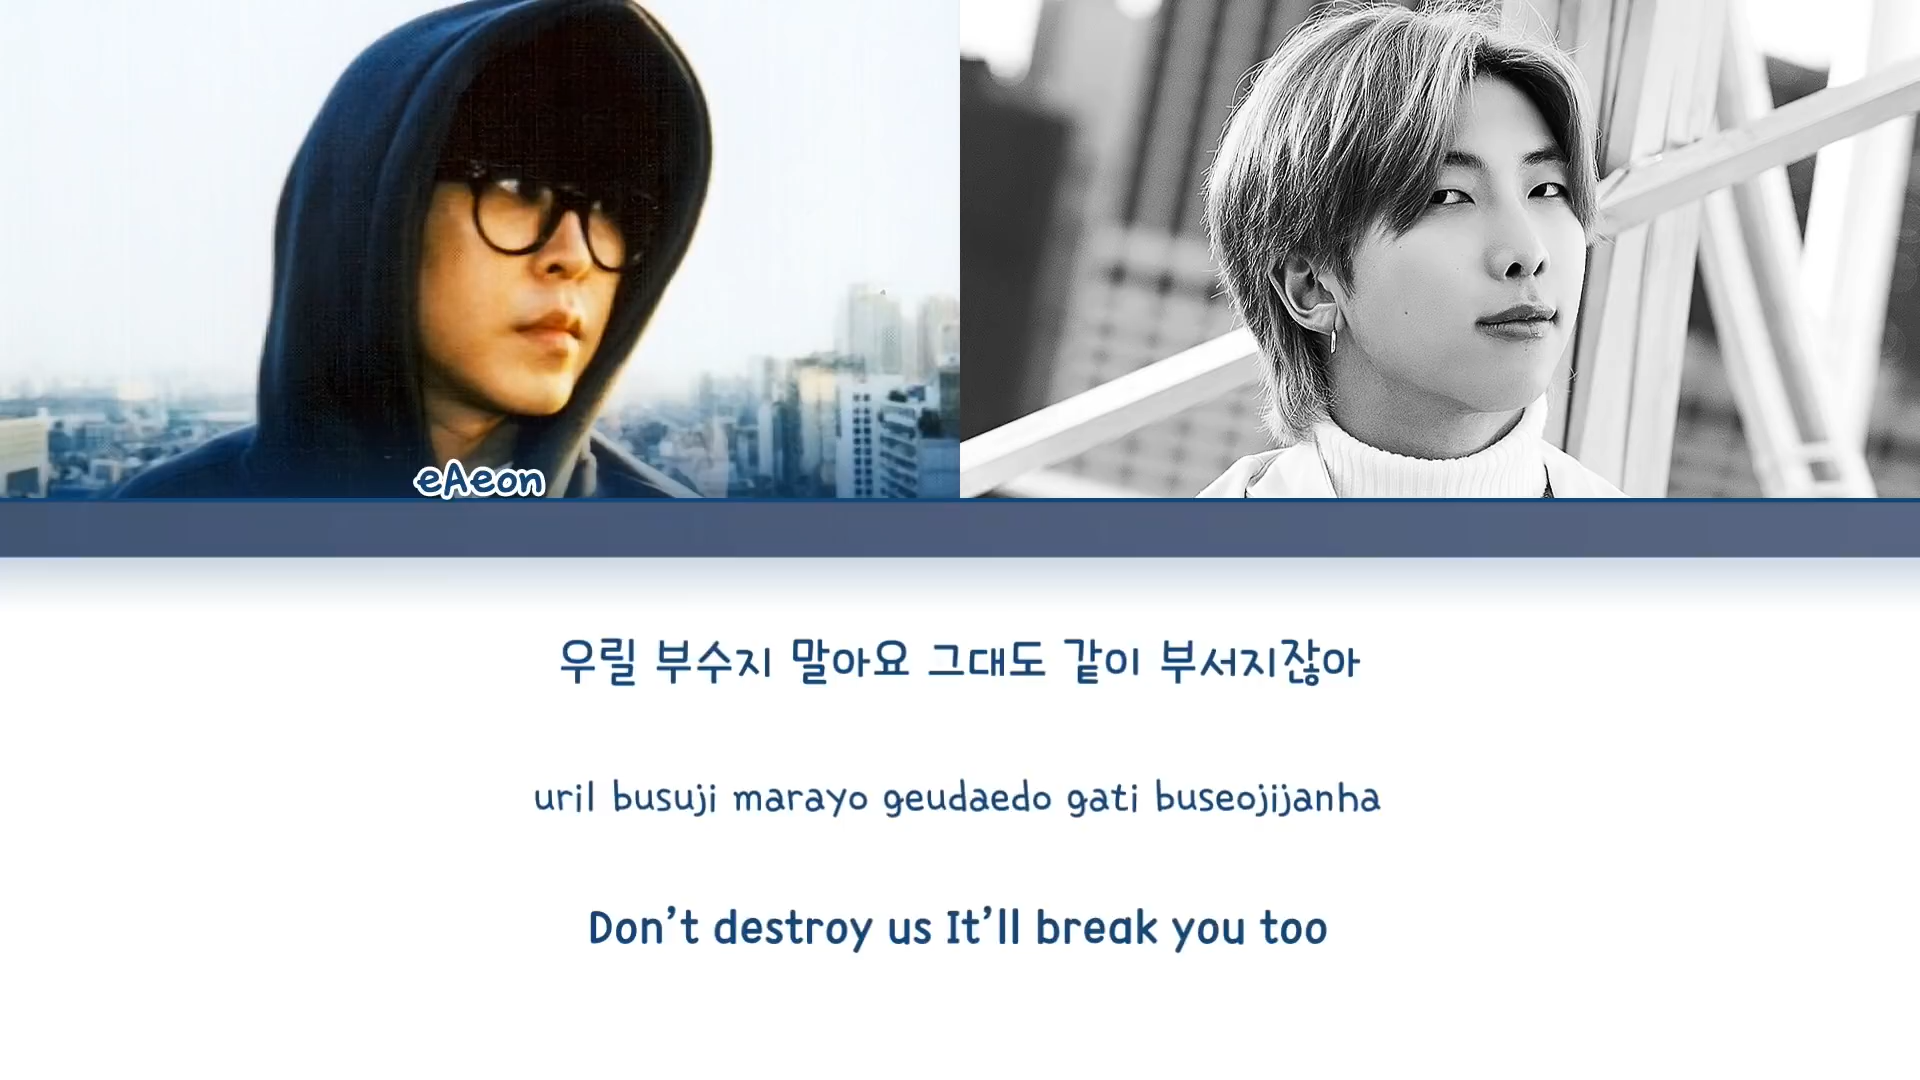 eAeon
우릴 부수지 말아요 그대도 같이 부서지잖아
uril busuji marayo geudaedo gati buseojijanha
Don’t destroy us It’ll break you too